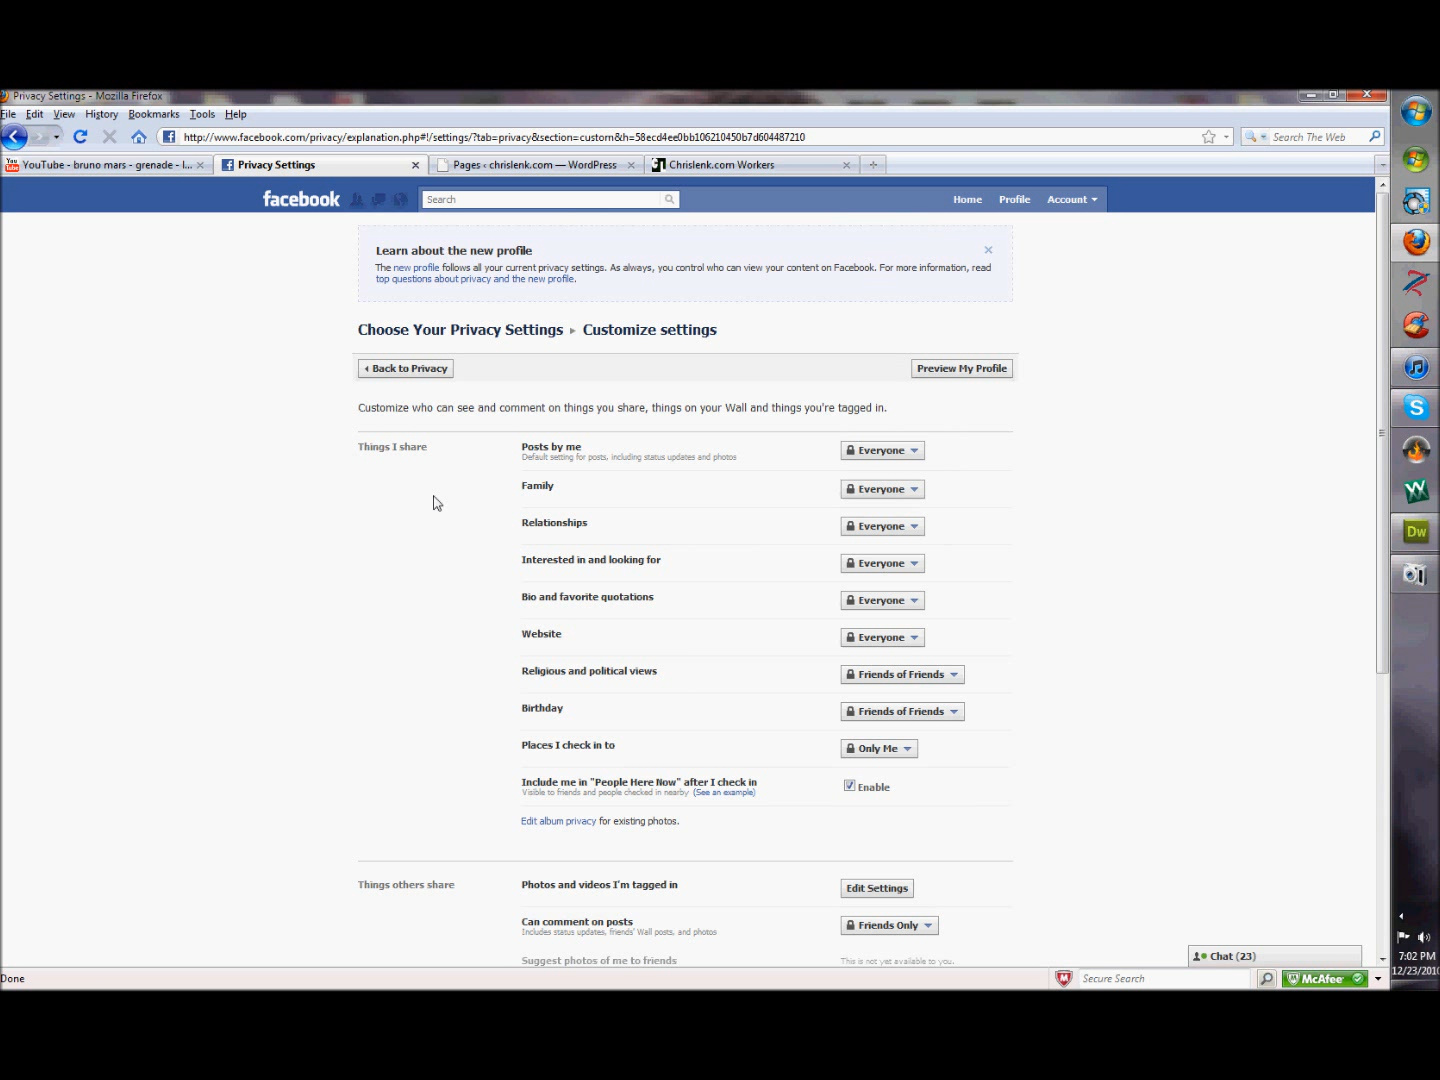 Privacy Settings - Mozilla Firefox
File Edit View History Bookmarks Tools Help
http://www.facebook.com/privacy/explanation.php#!/settings/?tab=privacy&section=custom&h=58ecd4ee0bb106210450b7d604487210
Search The Web
YouTube - bruno mars - grenade - l...
Privacy Settings
Pages ‹ chrislenk.com — WordPress
Chrislenk.com Workers
facebook
Search
Home Profile Account
Learn about the new profile
The new profile follows all your current privacy settings. As always, you control who can view your content on Facebook. For more information, read
top questions about privacy and the new profile.
Choose Your Privacy Settings ▸ Customize settings
Back to Privacy
Preview My Profile
Customize who can see and comment on things you share, things on your Wall and things you're tagged in.
Things I share
Posts by me
Everyone
Default setting for posts, including status updates and photos
Family
Everyone
Relationships
Everyone
Interested in and looking for
Everyone
Bio and favorite quotations
Everyone
Website
Everyone
Religious and political views
Friends of Friends
Birthday
Friends of Friends
Places I check in to
Only Me
Include me in "People Here Now" after I check in
Enable
Visible to friends and people checked in nearby (See an example)
Edit album privacy for existing photos.
Things others share
Photos and videos I'm tagged in
Edit Settings
Can comment on posts
Friends Only
Includes status updates, friends' Wall posts, and photos
Suggest photos of me to friends
This is not yet available to you.
Chat (23)
Done
Secure Search
McAfee
Dw
7:02 PM
12/23/201